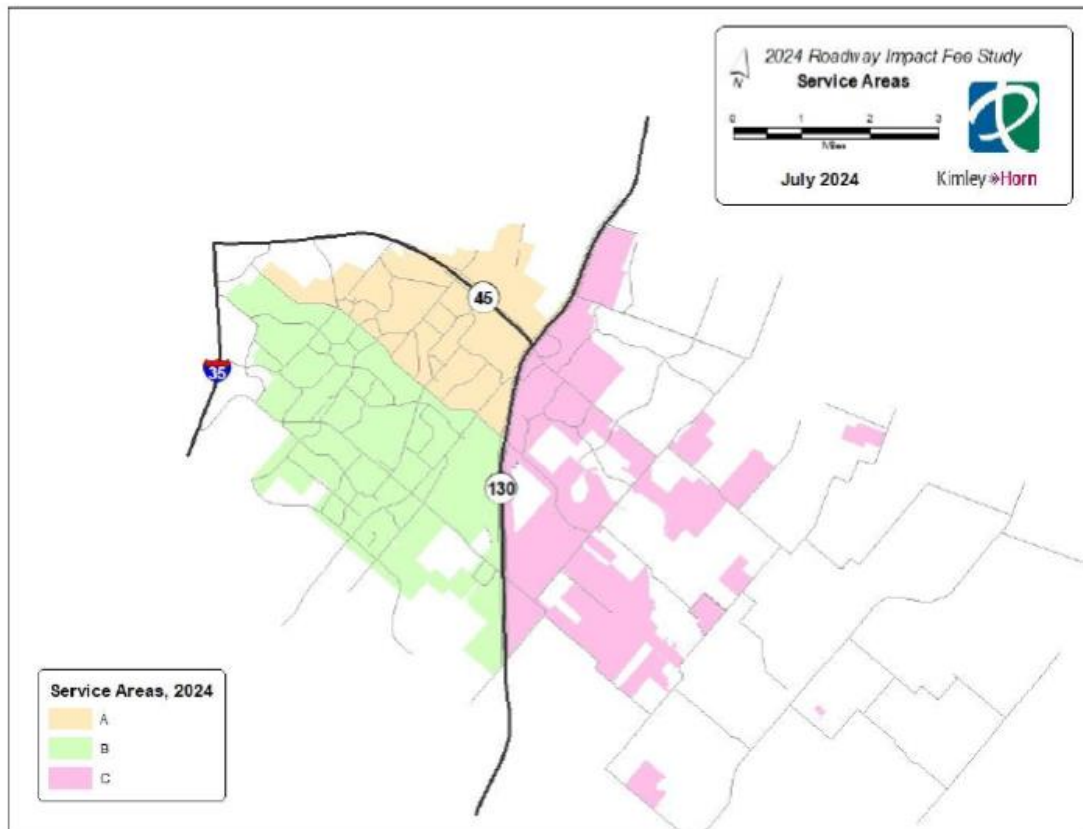 2024 Roadway Impact Fee Study
N
Service Areas
0 1 2 3
Miles
July 2024
Kimley»Horn
45
35
130
Service Areas, 2024
A
B
C